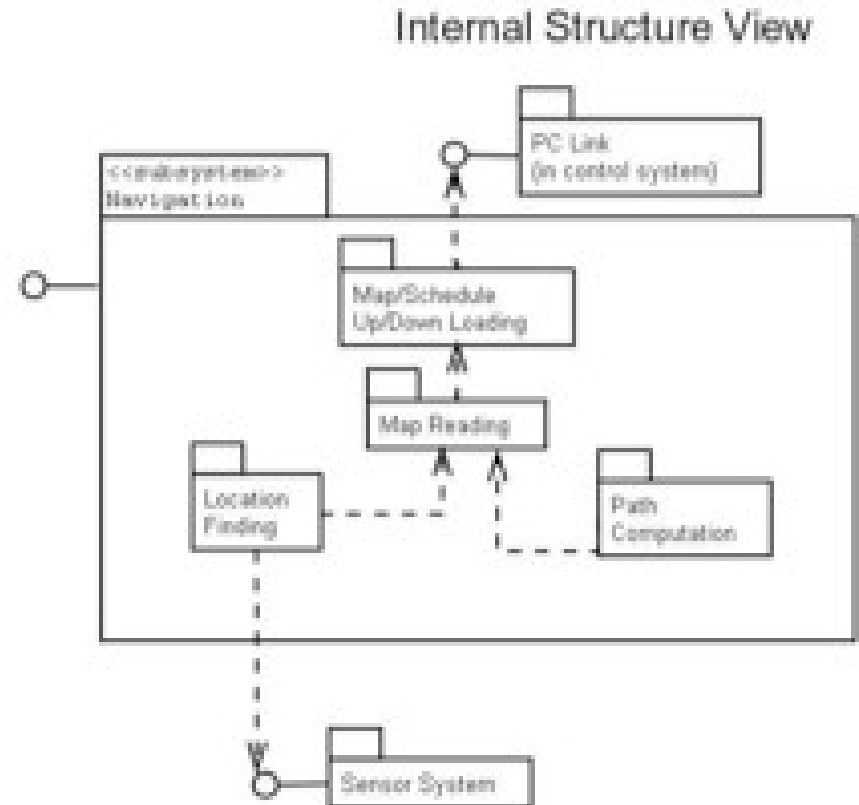 Internal Structure View
PC Link
(in control system)
<<subsystem>>
Navigation
Map/Schedule
Up/Down Loading
Map Reading
Location
Finding
Path
Computation
Sensor System